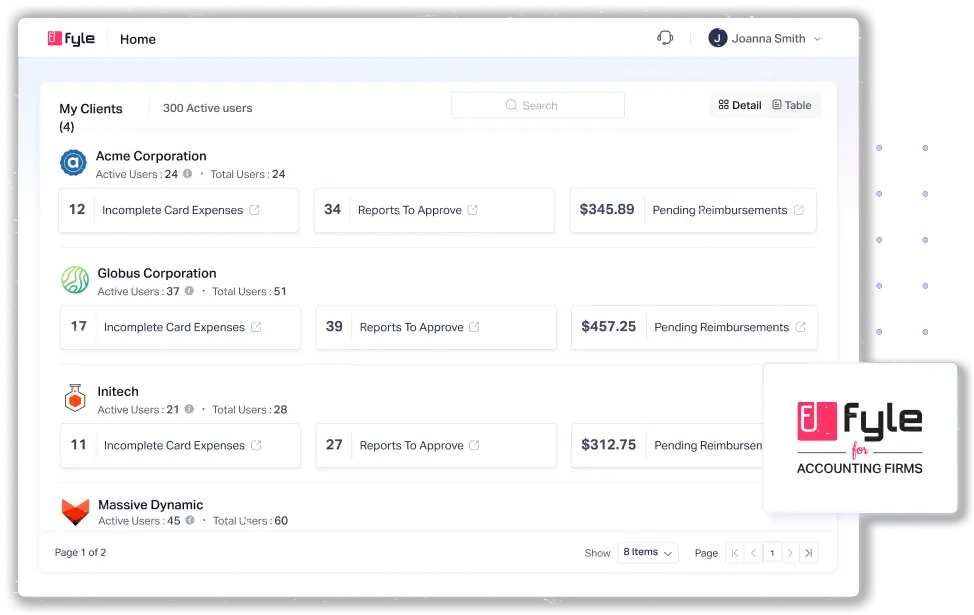 fyle Home Joanna Smith
J
My Clients 300 Active users Search Detail Table
(4)
Acme Corporation
Active Users : 24 · Total Users : 24
12 Incomplete Card Expenses 34 Reports To Approve $345.89 Pending Reimbursements
Globus Corporation
Active Users : 37 · Total Users : 51
17 Incomplete Card Expenses 39 Reports To Approve $457.25 Pending Reimbursements
Initech
Active Users : 21 · Total Users : 28
11 Incomplete Card Expenses 27 Reports To Approve $312.75 Pending Reimbursen
Massive Dynamic
Active Users : 45 · Total Users : 60
Page 1 of 2 Show 8 Items Page 1
fyle
for
ACCOUNTING FIRMS